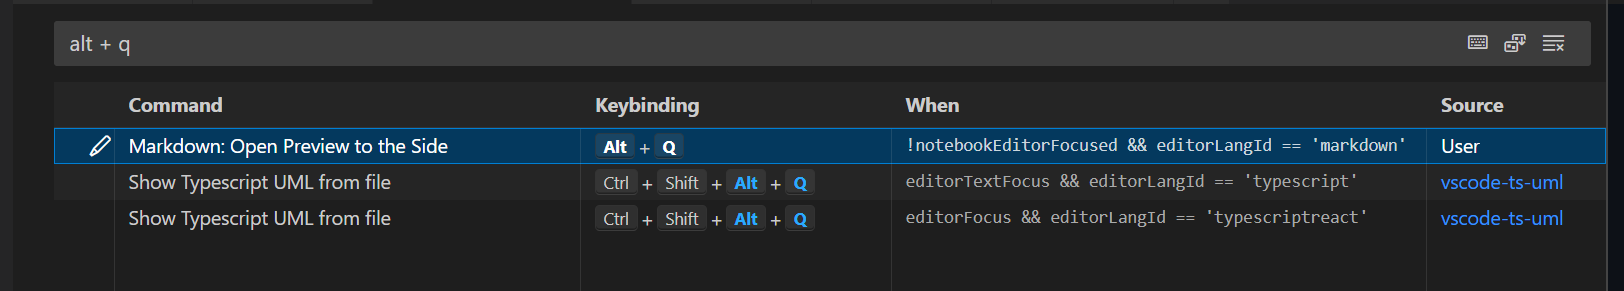 alt + q
Command Keybinding When Source
Markdown: Open Preview to the Side Alt + Q !notebookEditorFocused && editorLangId == 'markdown' User
Show Typescript UML from file Ctrl + Shift + Alt + Q editorTextFocus && editorLangId == 'typescript' vscode-ts-uml
Show Typescript UML from file Ctrl + Shift + Alt + Q editorFocus && editorLangId == 'typescriptreact' vscode-ts-uml